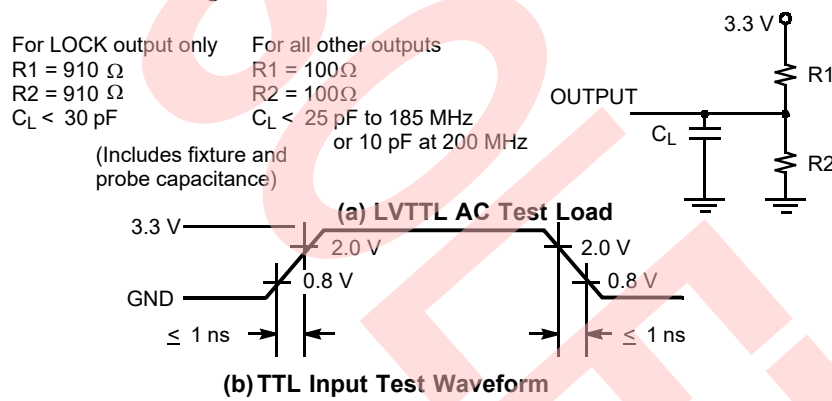 For LOCK output only
R1 = 910 Ω
R2 = 910 Ω
CL < 30 pF
For all other outputs
R1 = 100Ω
R2 = 100Ω
CL < 25 pF to 185 MHz
or 10 pF at 200 MHz
(Includes fixture and
probe capacitance)
3.3 V
R1
OUTPUT
CL
R2
(a) LVTTL AC Test Load
3.3 V
2.0 V
2.0 V
0.8 V
0.8 V
GND
≤ 1 ns
≤ 1 ns
(b) TTL Input Test Waveform